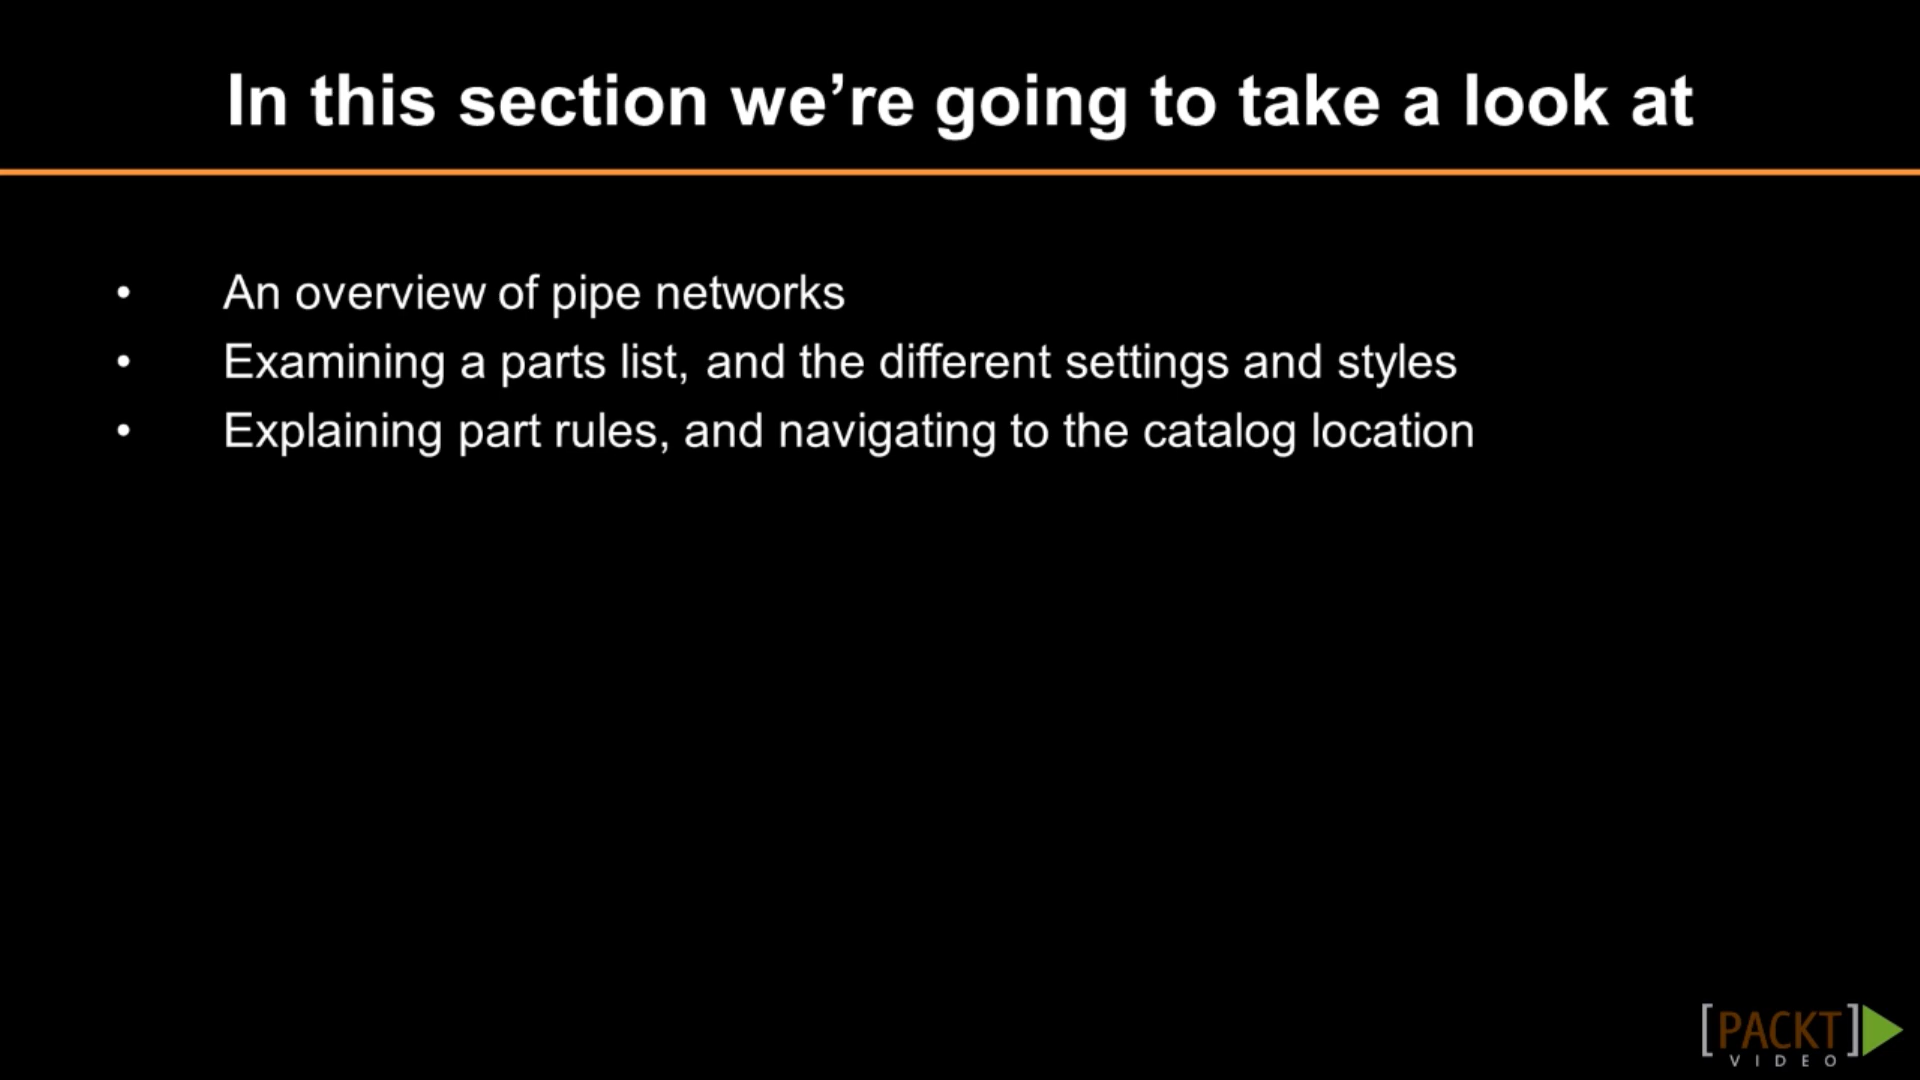 In this section we’re going to take a look at
• An overview of pipe networks
• Examining a parts list, and the different settings and styles
• Explaining part rules, and navigating to the catalog location
[PACKT]
VIDEO